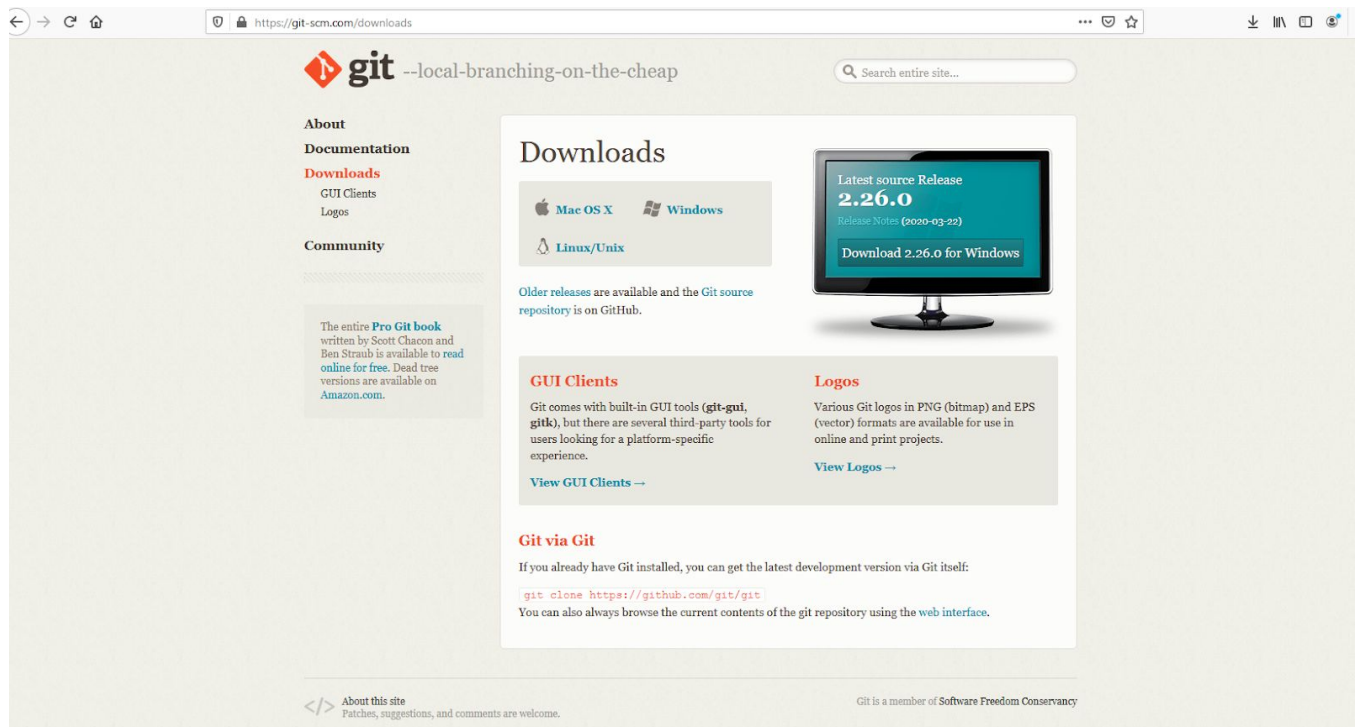 https://git-scm.com/downloads
git --local-branching-on-the-cheap
Search entire site...
About
Documentation
Downloads
GUI Clients
Logos
Community
The entire Pro Git book
written by Scott Chacon and
Ben Straub is available to read
online for free. Dead tree
versions are available on
Amazon.com.
Downloads
Mac OS X
Windows
Linux/Unix
Older releases are available and the Git source
repository is on GitHub.
Latest source Release
2.26.0
Release Notes (2020-03-22)
Download 2.26.0 for Windows
GUI Clients
Git comes with built-in GUI tools (git-gui,
gitk), but there are several third-party tools for
users looking for a platform-specific
experience.
View GUI Clients →
Logos
Various Git logos in PNG (bitmap) and EPS
(vector) formats are available for use in
online and print projects.
View Logos →
Git via Git
If you already have Git installed, you can get the latest development version via Git itself:
git clone https://github.com/git/git
You can also always browse the current contents of the git repository using the web interface.
</> About this site
Patches, suggestions, and comments are welcome.
Git is a member of Software Freedom Conservancy